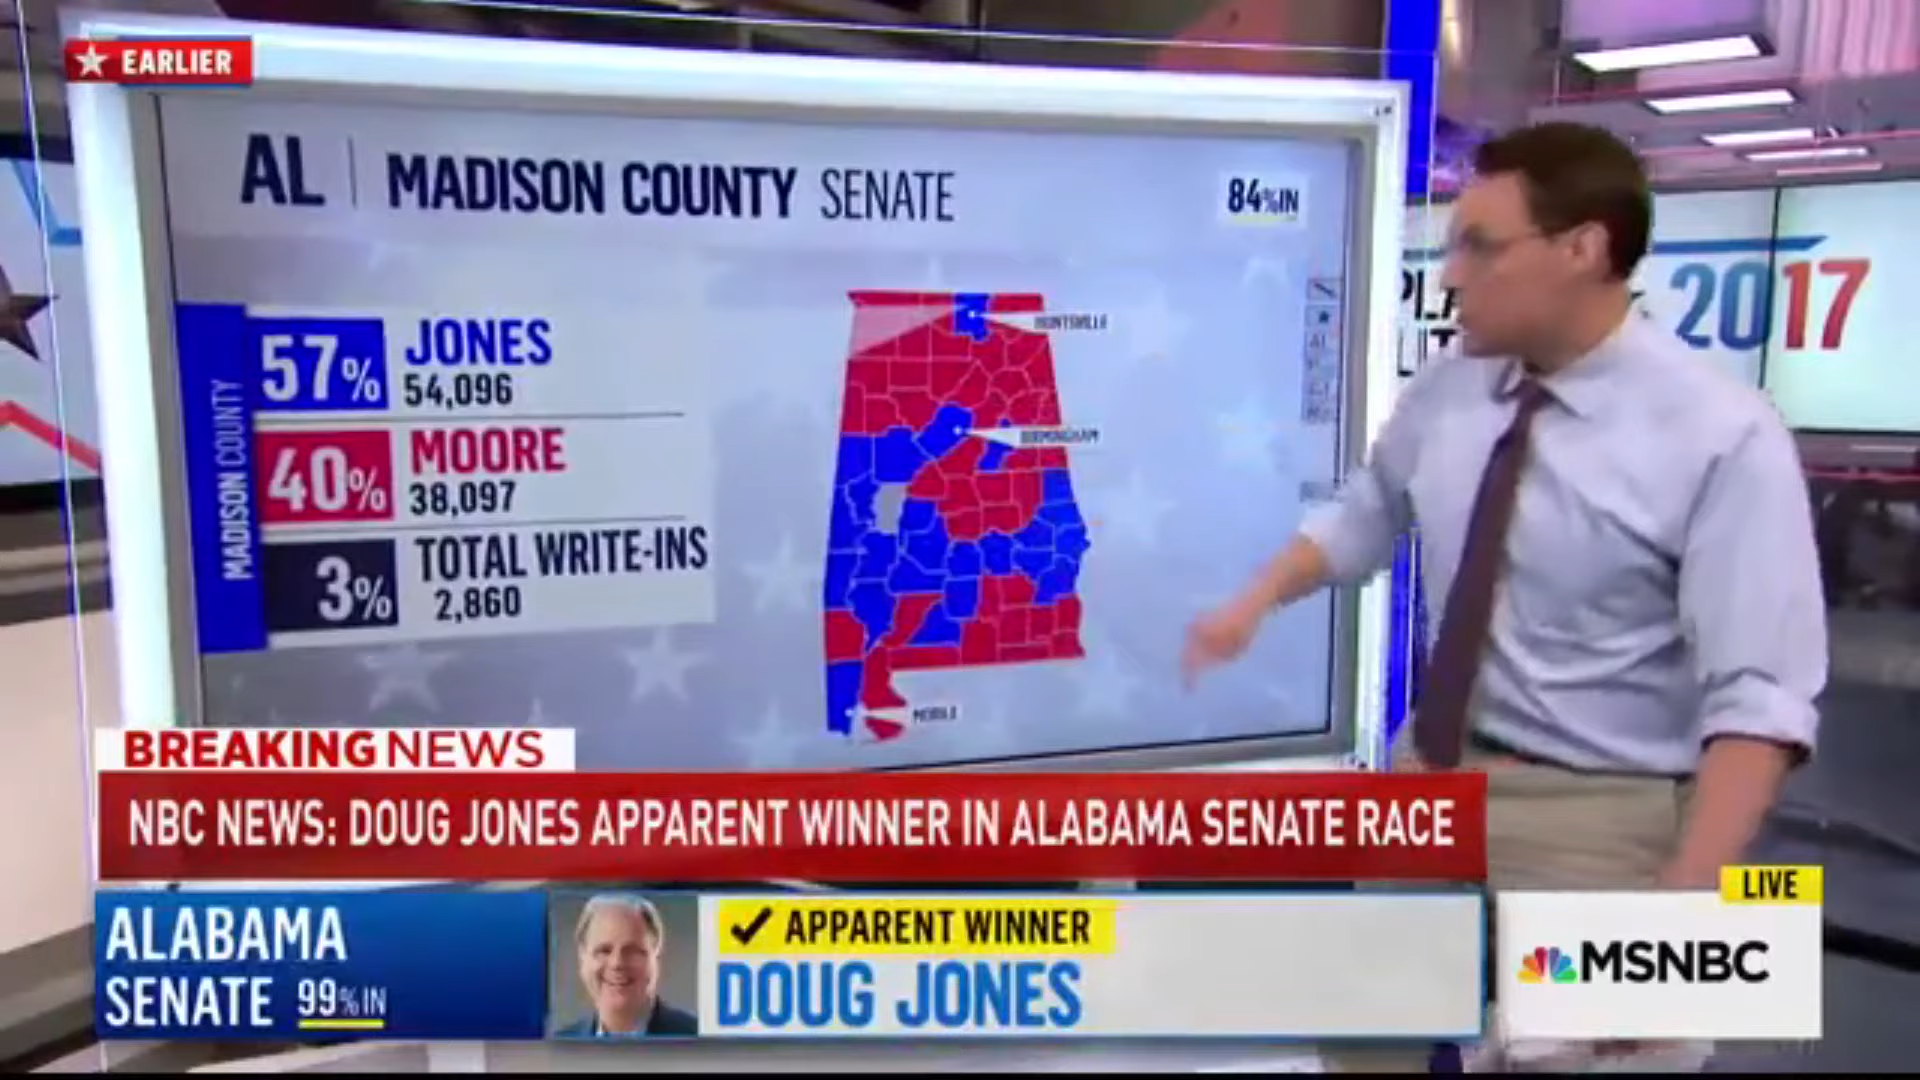 EARLIER
AL | MADISON COUNTY SENATE
84% IN
MADISON COUNTY
57% JONES
54,096
40% MOORE
38,097
3% TOTAL WRITE-INS
2,860
HUNTSVILLE
BIRMINGHAM
MOBILE
2017
BREAKING NEWS
NBC NEWS: DOUG JONES APPARENT WINNER IN ALABAMA SENATE RACE
ALABAMA
SENATE 99% IN
✓ APPARENT WINNER
DOUG JONES
LIVE
MSNBC